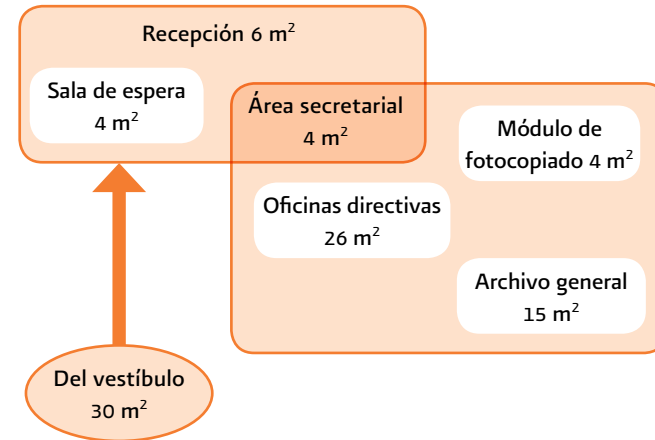 Recepción 6 m²
Sala de espera
4 m²
Área secretarial
4 m²
Módulo de
fotocopiado 4 m²
Oficinas directivas
26 m²
Archivo general
15 m²
Del vestíbulo
30 m²